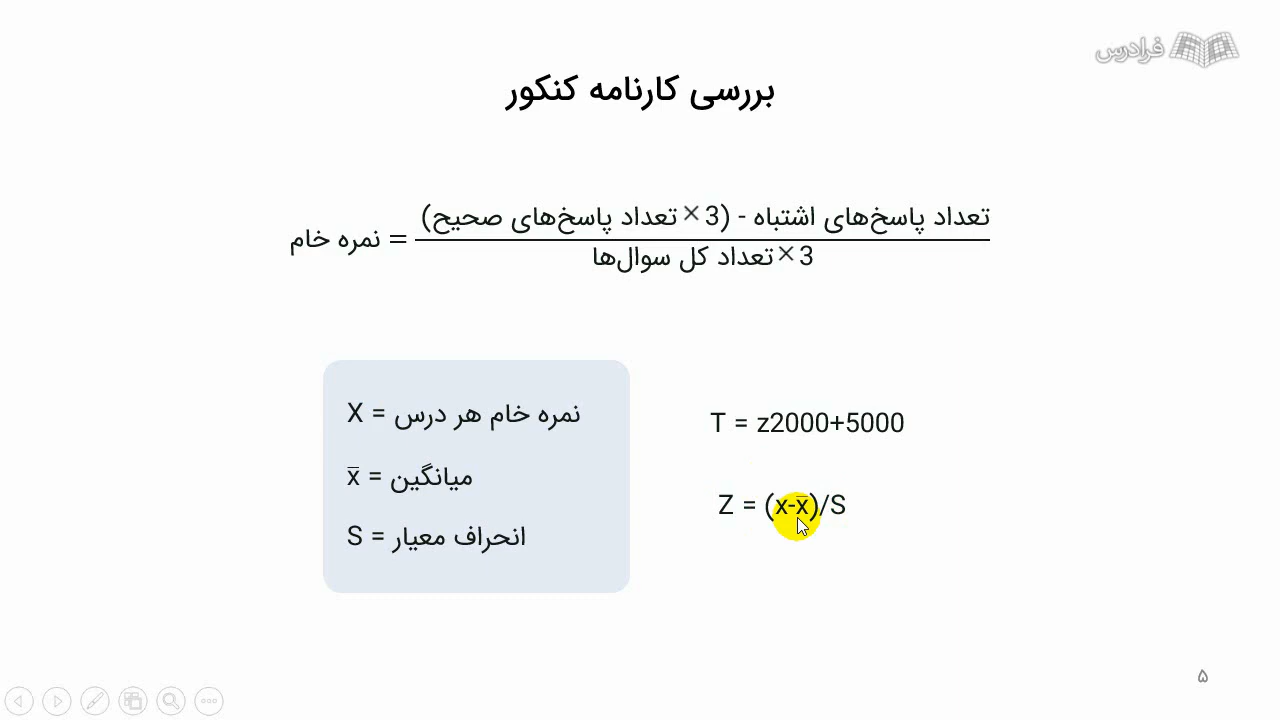 فرادرس
بررسی کارنامه کنکور
نمره خام = تعداد پاسخ‌های اشتباه - (3×تعداد پاسخ‌های صحیح)
3×تعداد کل سوال‌ها
X = نمره خام هر درس
x̄ = میانگین
S = انحراف معیار
T = z2000+5000
Z = (x-x̄)/S
۵